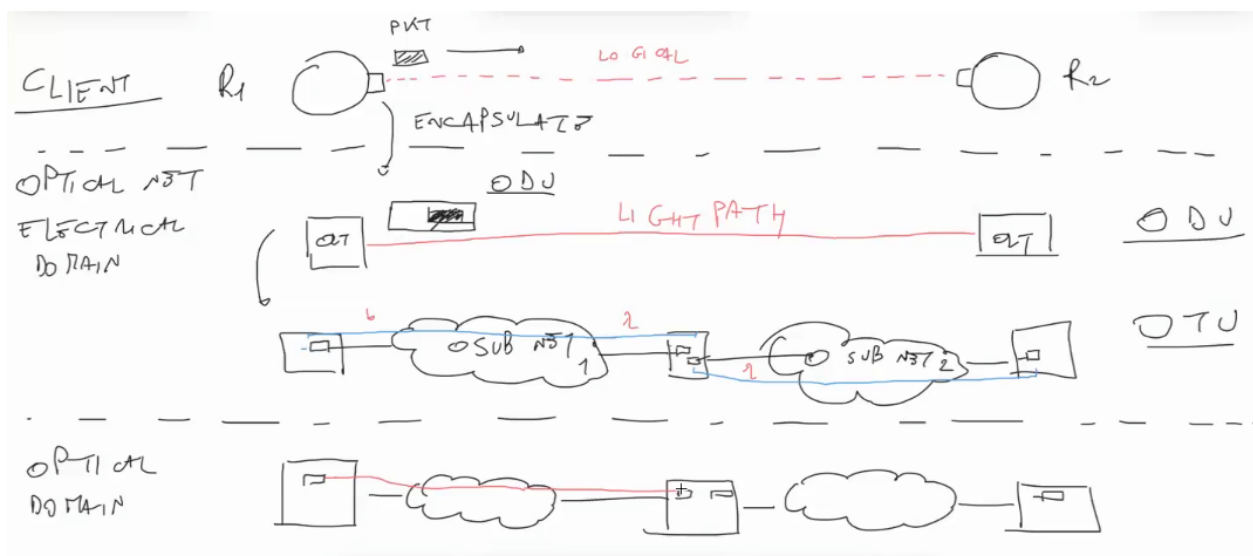 PKT
LOGICAL
CLIENT
R1
R2
ENCAPSULATE
OPTICAL NET
ODU
ELECTRICAL
DOMAIN
OLT
LIGHT PATH
OLT
ODU
λ
OSUB NET 1
λ
SUB NET 2
OTU
OPTICAL
DOMAIN